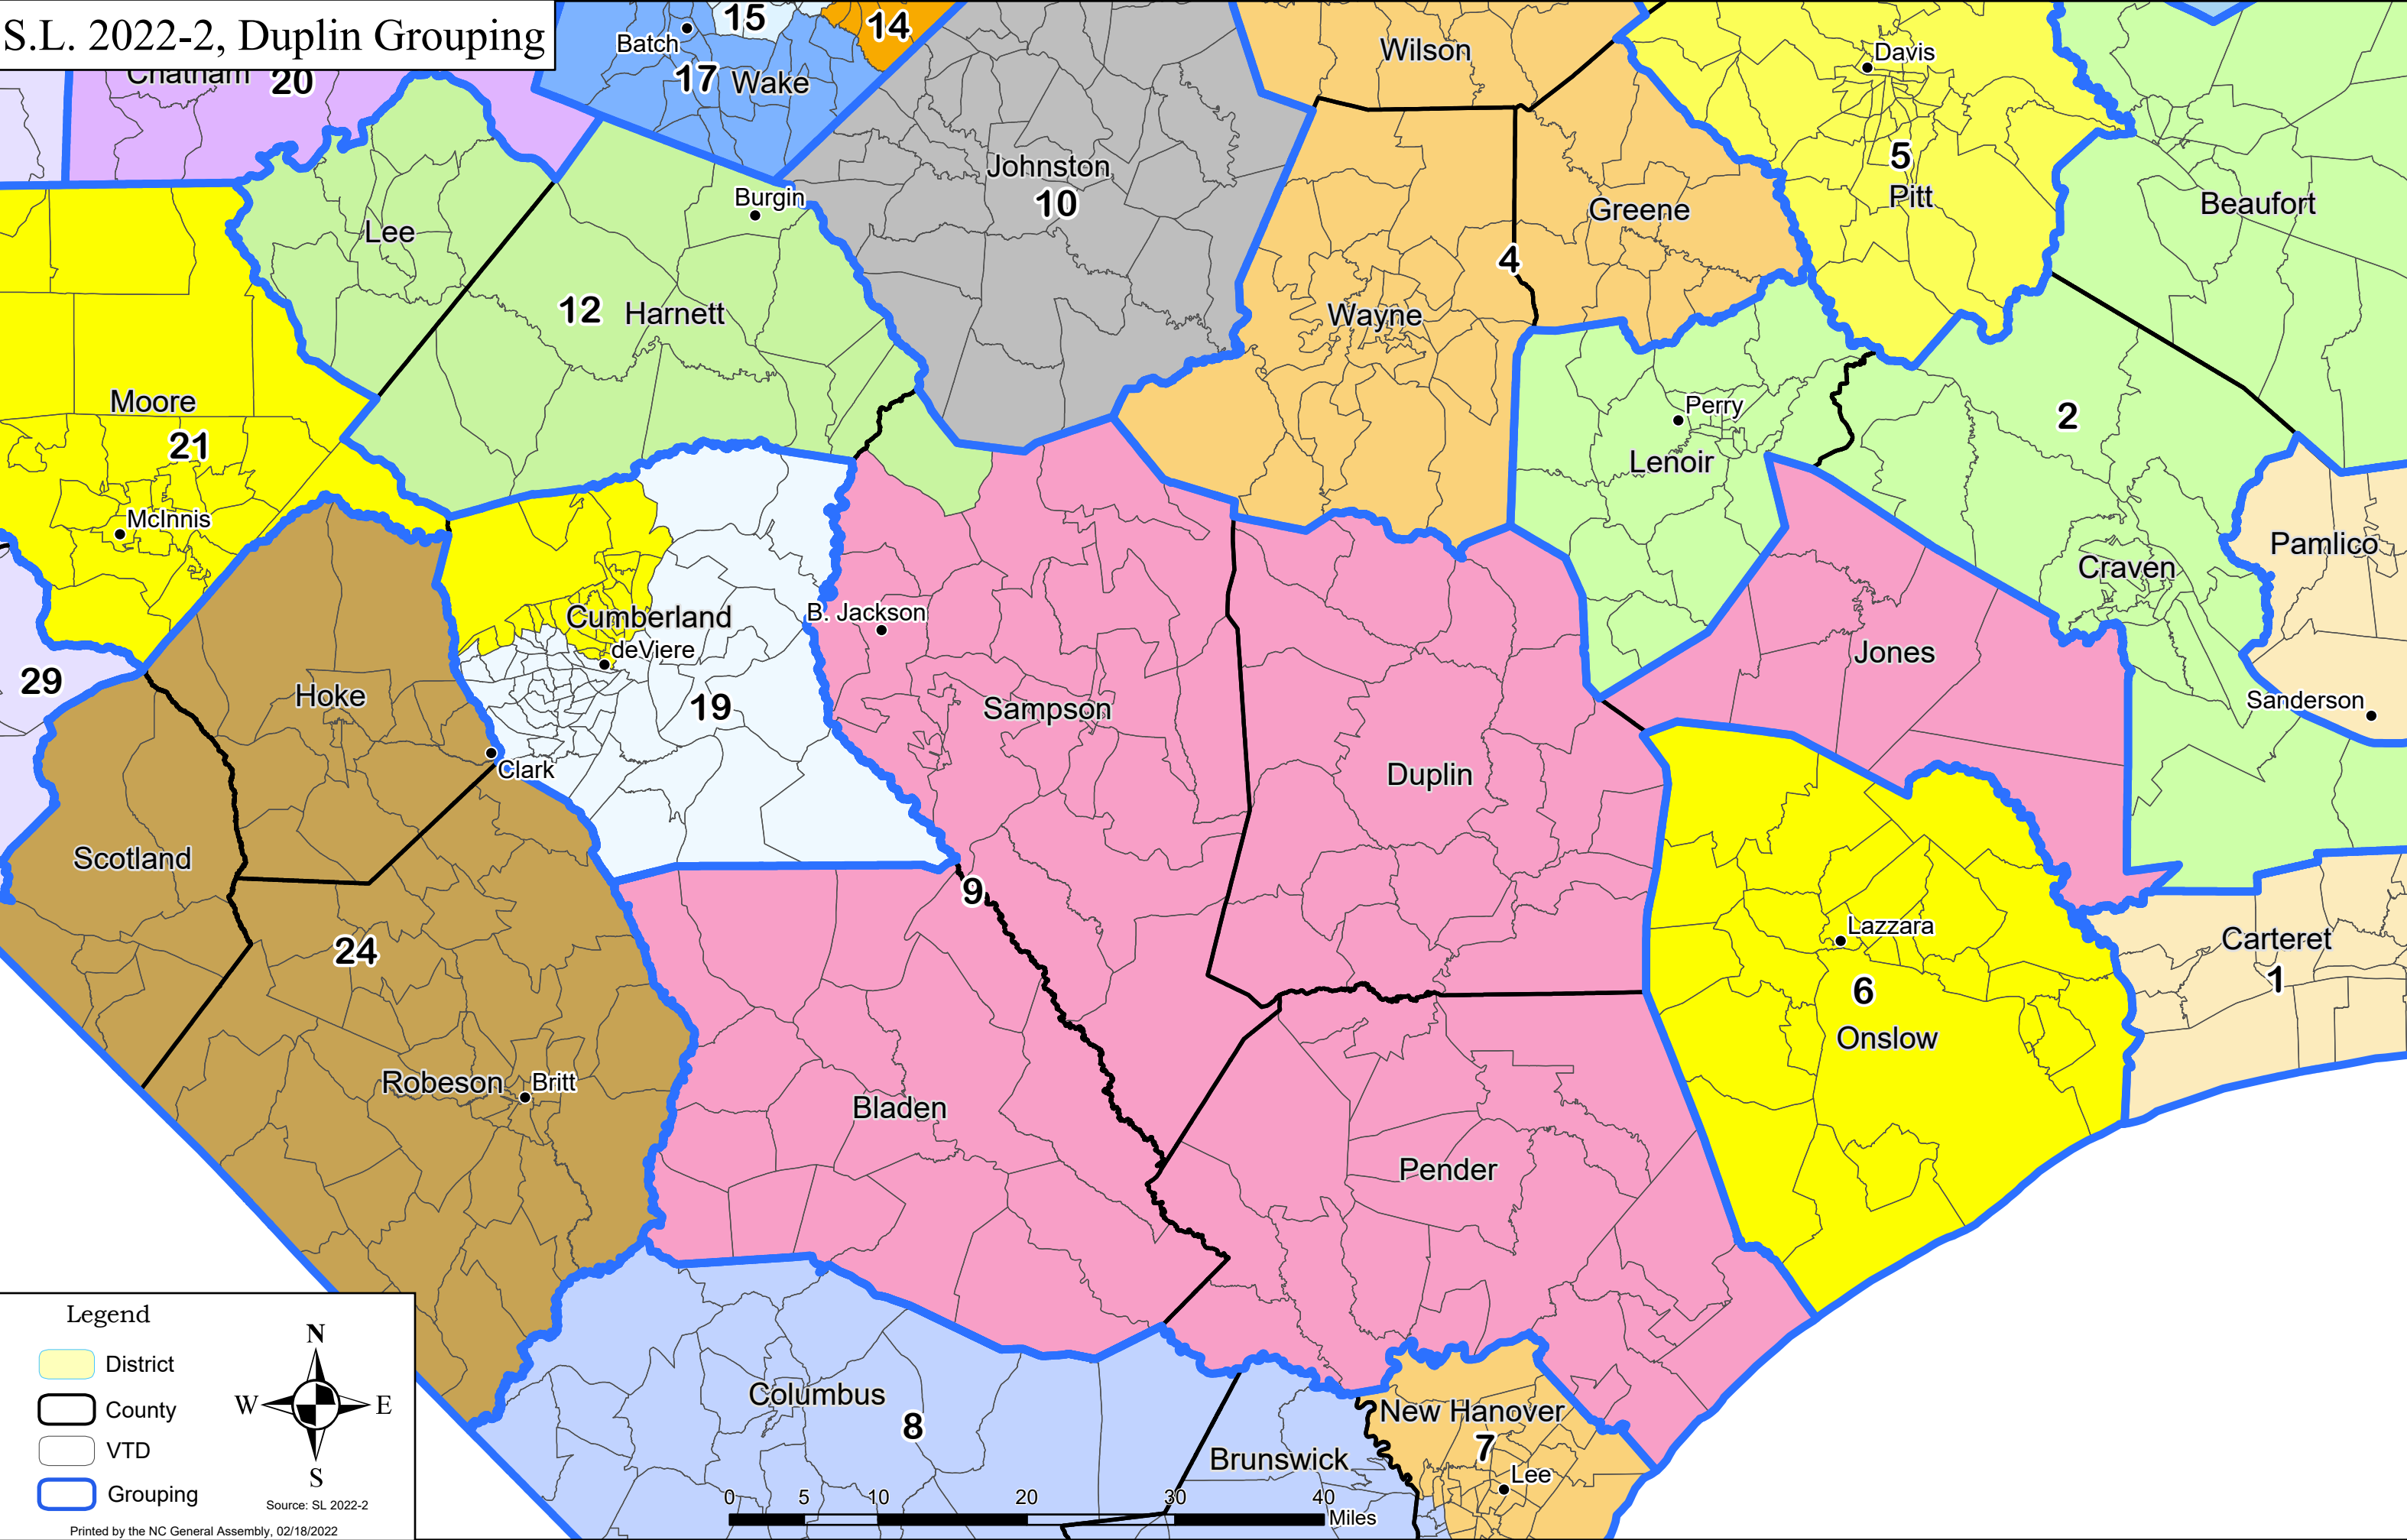 S.L. 2022-2, Duplin Grouping
15
14
Batch
17 Wake
Chatham 20
Wilson
Davis
Johnston
10
5
Pitt
Burgin
Lee
Greene
Beaufort
4
12 Harnett
Wayne
Moore
21
Perry
2
Lenoir
McInnis
Pamlico
Craven
Cumberland
B. Jackson
deViere
Jones
29
Hoke
19
Sampson
Sanderson
Clark
Duplin
Scotland
9
24
Lazzara
Carteret
1
6
Onslow
Robeson
Britt
Bladen
Pender
Columbus
8
New Hanover
7
Brunswick
Lee
Legend
District
County
VTD
Grouping
N
W E
S
Source: SL 2022-2
Printed by the NC General Assembly, 02/18/2022
0 5 10 20 30 40
Miles